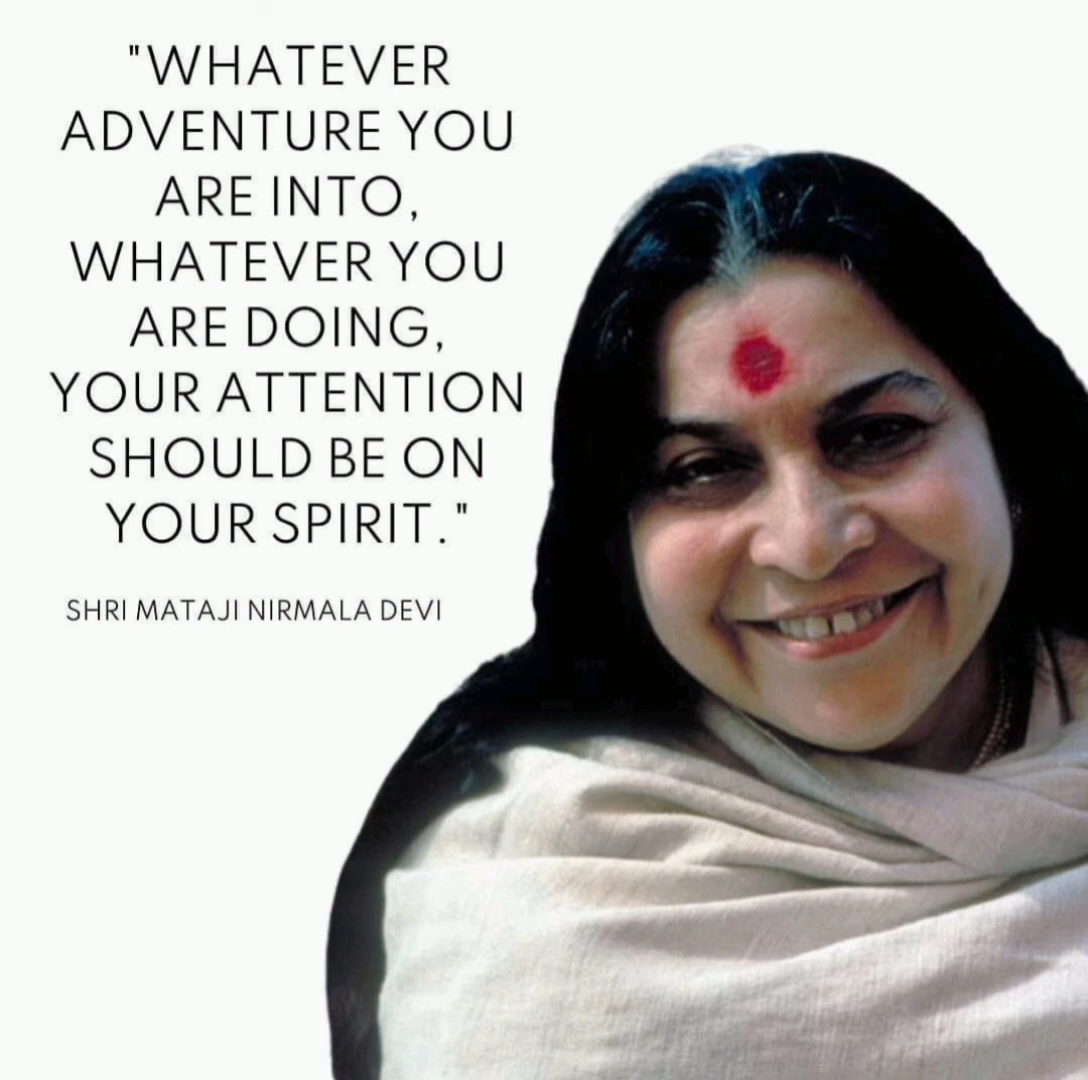 "WHATEVER
ADVENTURE YOU
ARE INTO,
WHATEVER YOU
ARE DOING,
YOUR ATTENTION
SHOULD BE ON
YOUR SPIRIT."
SHRI MATAJI NIRMALA DEVI